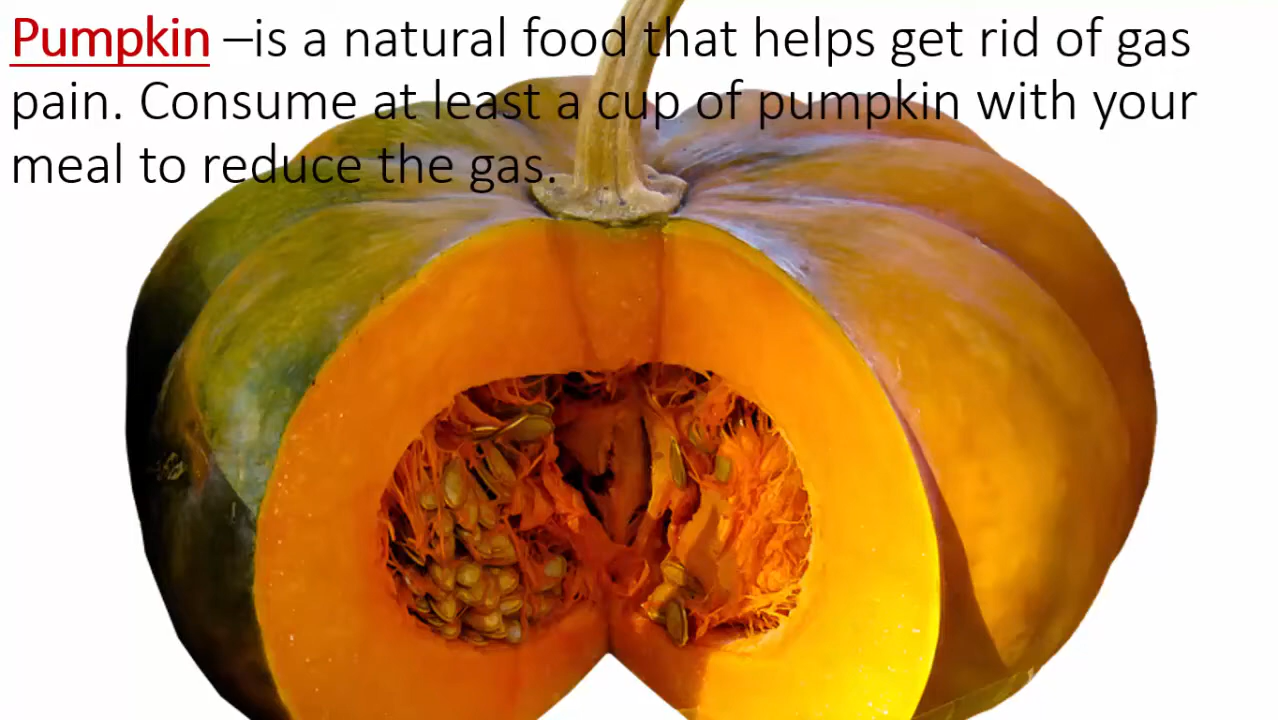 Pumpkin –is a natural food that helps get rid of gas
pain. Consume at least a cup of pumpkin with your
meal to reduce the gas.